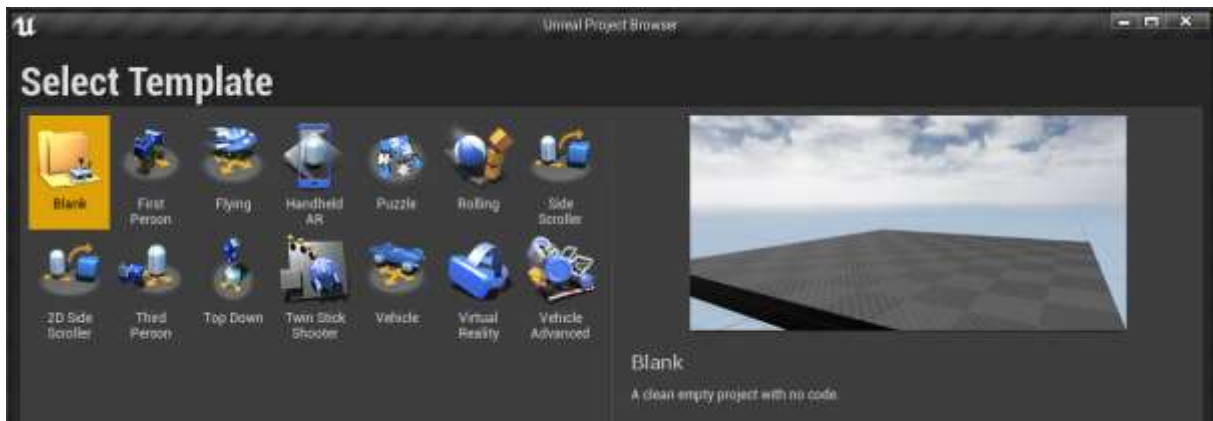 Unreal Project Browser
Select Template
Blank
First
Person
Flying
Handheld
AR
Puzzle
Rolling
Side
Scroller
2D Side
Scroller
Third
Person
Top Down
Twin Stick
Shooter
Vehicle
Virtual
Reality
Vehicle
Advanced
Blank
A clean empty project with no code.